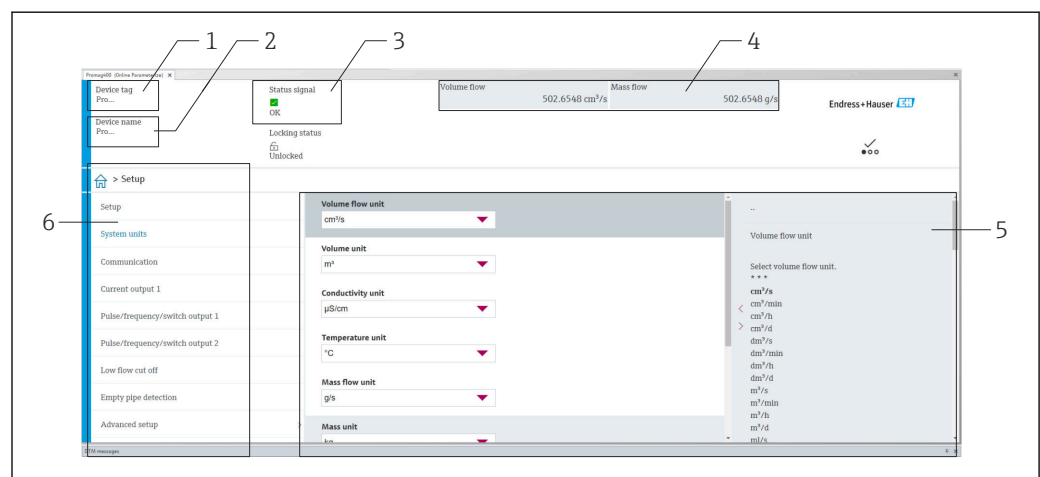 1
2
3
4
Promag400 (Online Parameterize) X
Device tag
Pro...
Device name
Pro...
Status signal
OK
Locking status
Unlocked
Volume flow
502.6548 cm³/s
Mass flow
502.6548 g/s
Endress+Hauser EH
> Setup
6
5
Setup
System units
Communication
Current output 1
Pulse/frequency/switch output 1
Pulse/frequency/switch output 2
Low flow cut off
Empty pipe detection
Advanced setup >
Volume flow unit
cm³/s
Volume unit
m³
Conductivity unit
µS/cm
Temperature unit
°C
Mass flow unit
g/s
Mass unit
kg
..
Volume flow unit
Select volume flow unit.
* * *
cm³/s
cm³/min
cm³/h
cm³/d
dm³/s
dm³/min
dm³/h
dm³/d
m³/s
m³/min
m³/h
m³/d
ml/s
DTM messages